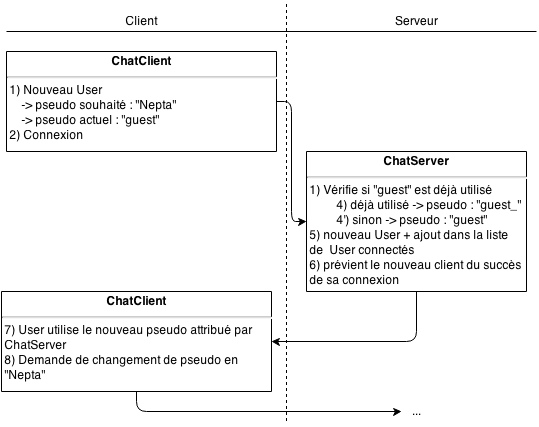 Client
Serveur
ChatClient
1) Nouveau User
-> pseudo souhaité : "Nepta"
-> pseudo actuel : "guest"
2) Connexion
ChatServer
1) Vérifie si "guest" est déjà utilisé
4) déjà utilisé -> pseudo : "guest_"
4') sinon -> pseudo : "guest"
5) nouveau User + ajout dans la liste
de User connectés
6) prévient le nouveau client du succès
de sa connexion
ChatClient
7) User utilise le nouveau pseudo attribué par
ChatServer
8) Demande de changement de pseudo en
"Nepta"
...